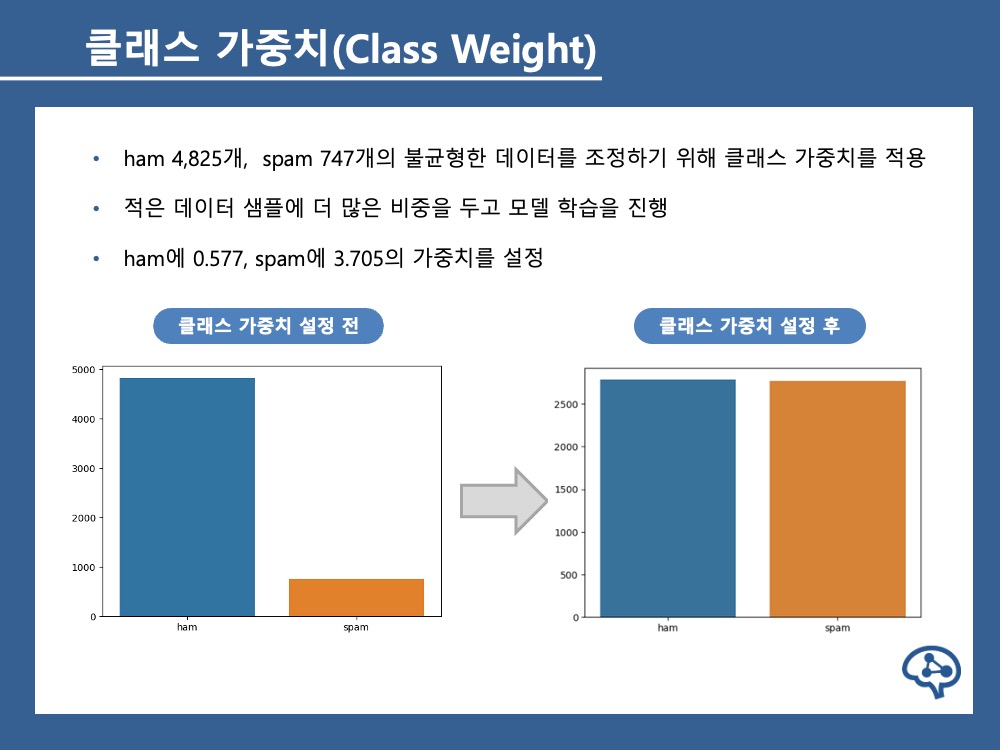 클래스 가중치(Class Weight)
• ham 4,825개, spam 747개의 불균형한 데이터를 조정하기 위해 클래스 가중치를 적용
• 적은 데이터 샘플에 더 많은 비중을 두고 모델 학습을 진행
• ham에 0.577, spam에 3.705의 가중치를 설정
클래스 가중치 설정 전
5000
4000
3000
2000
1000
0
ham spam
클래스 가중치 설정 후
2500
2000
1500
1000
500
0
ham spam